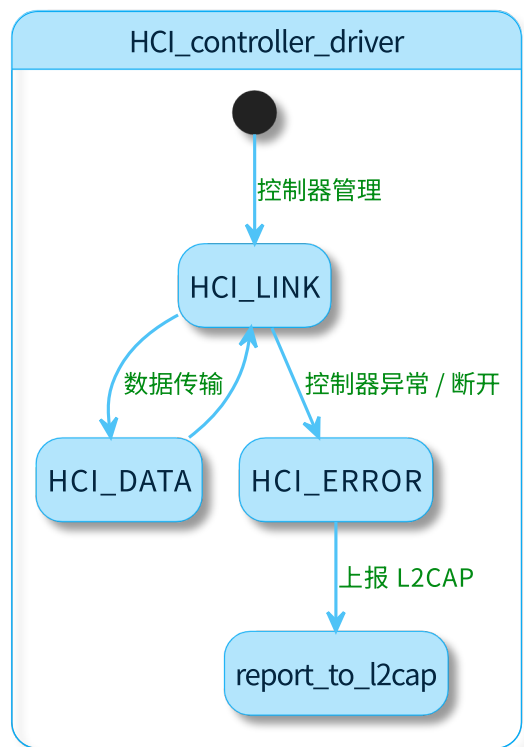 HCI_controller_driver
控制器管理
HCI_LINK
数据传输
控制器异常 / 断开
HCI_DATA
HCI_ERROR
上报 L2CAP
report_to_l2cap